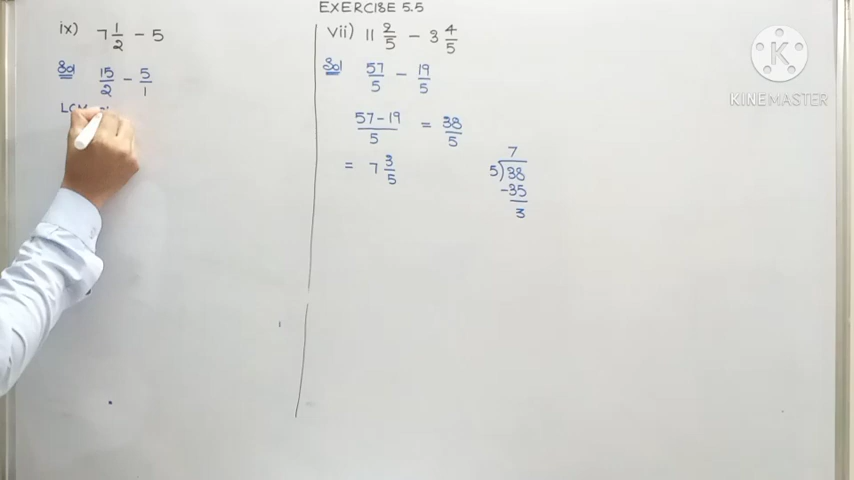 EXERCISE 5.5
ix) 7 1/2 - 5
Sol 15/2 - 5/1
LCM =
vii) 11 2/5 - 3 4/5
Sol 57/5 - 19/5
57-19/5 = 38/5
= 7 3/5
7
5)38
-35
3
K
KINEMASTER